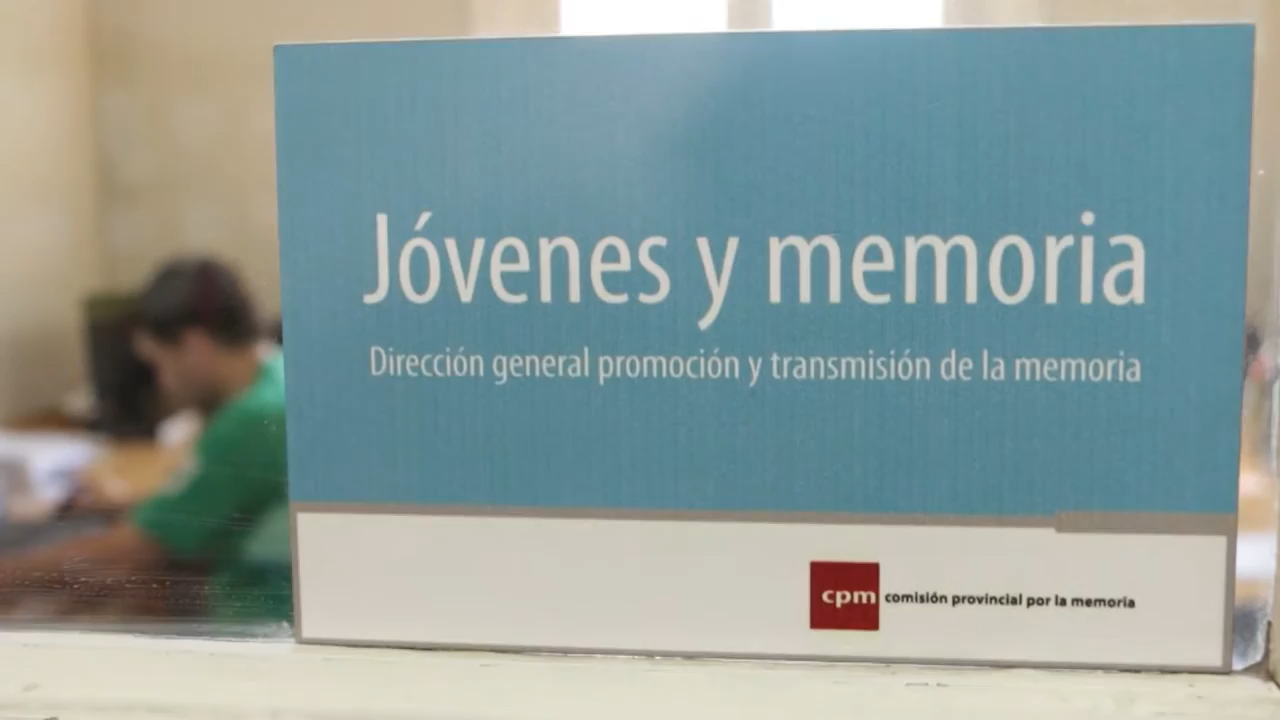 Jóvenes y memoria
Dirección general promoción y transmisión de la memoria
cpm comisión provincial por la memoria